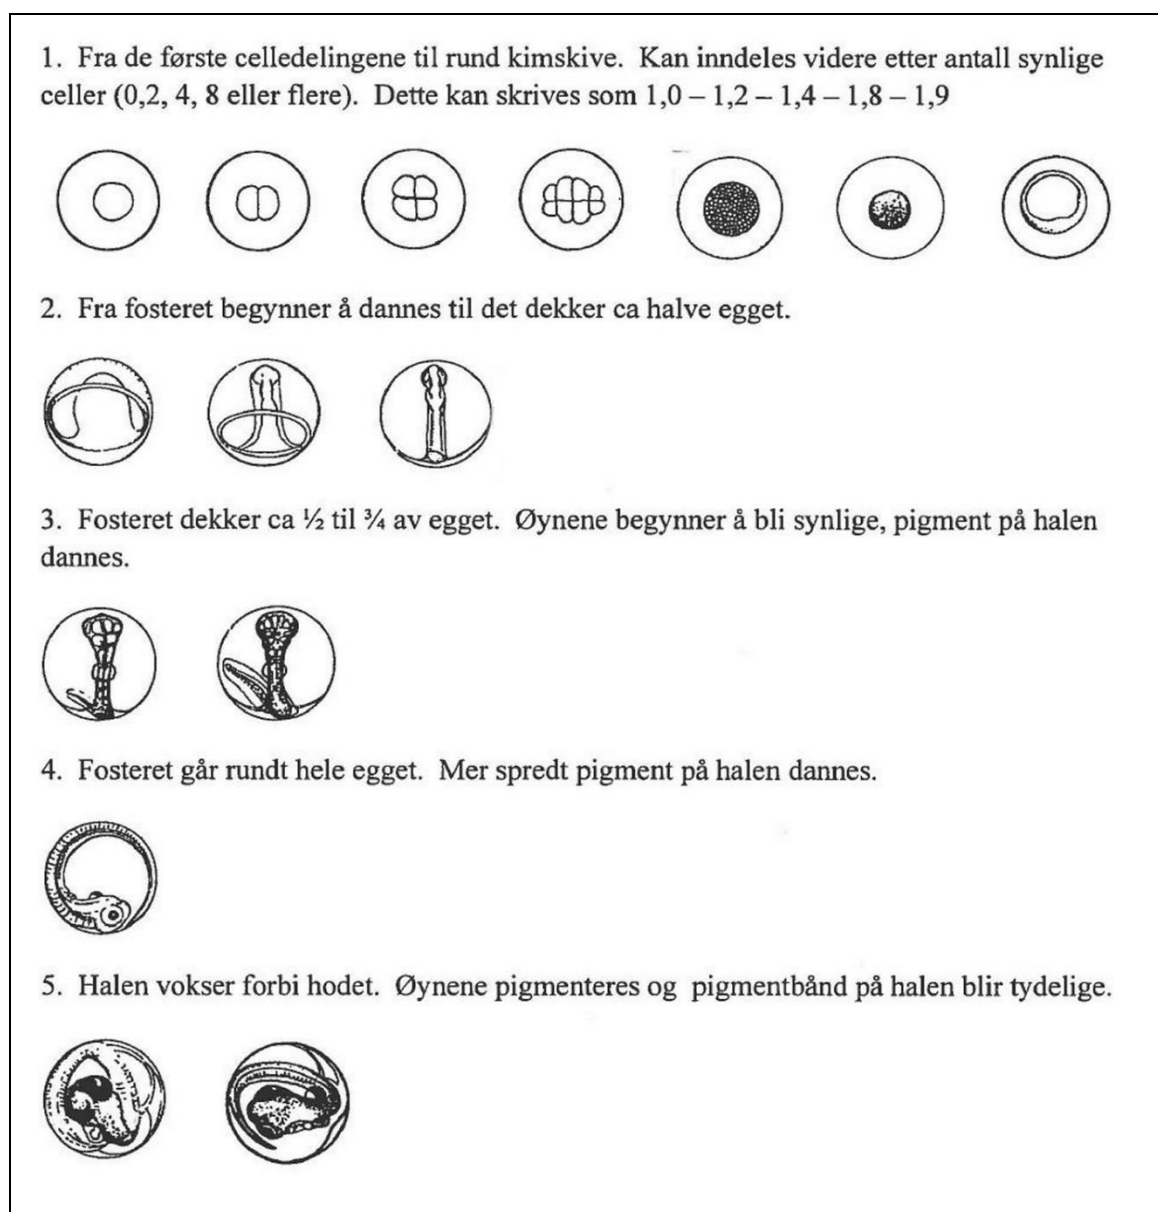 1. Fra de første celledelingene til rund kimskive. Kan inndeles videre etter antall synlige
celler (0,2, 4, 8 eller flere). Dette kan skrives som 1,0 – 1,2 – 1,4 – 1,8 – 1,9
2. Fra fosteret begynner å dannes til det dekker ca halve egget.
3. Fosteret dekker ca ½ til ¾ av egget. Øynene begynner å bli synlige, pigment på halen
dannes.
4. Fosteret går rundt hele egget. Mer spredt pigment på halen dannes.
5. Halen vokser forbi hodet. Øynene pigmenteres og pigmentbånd på halen blir tydelige.